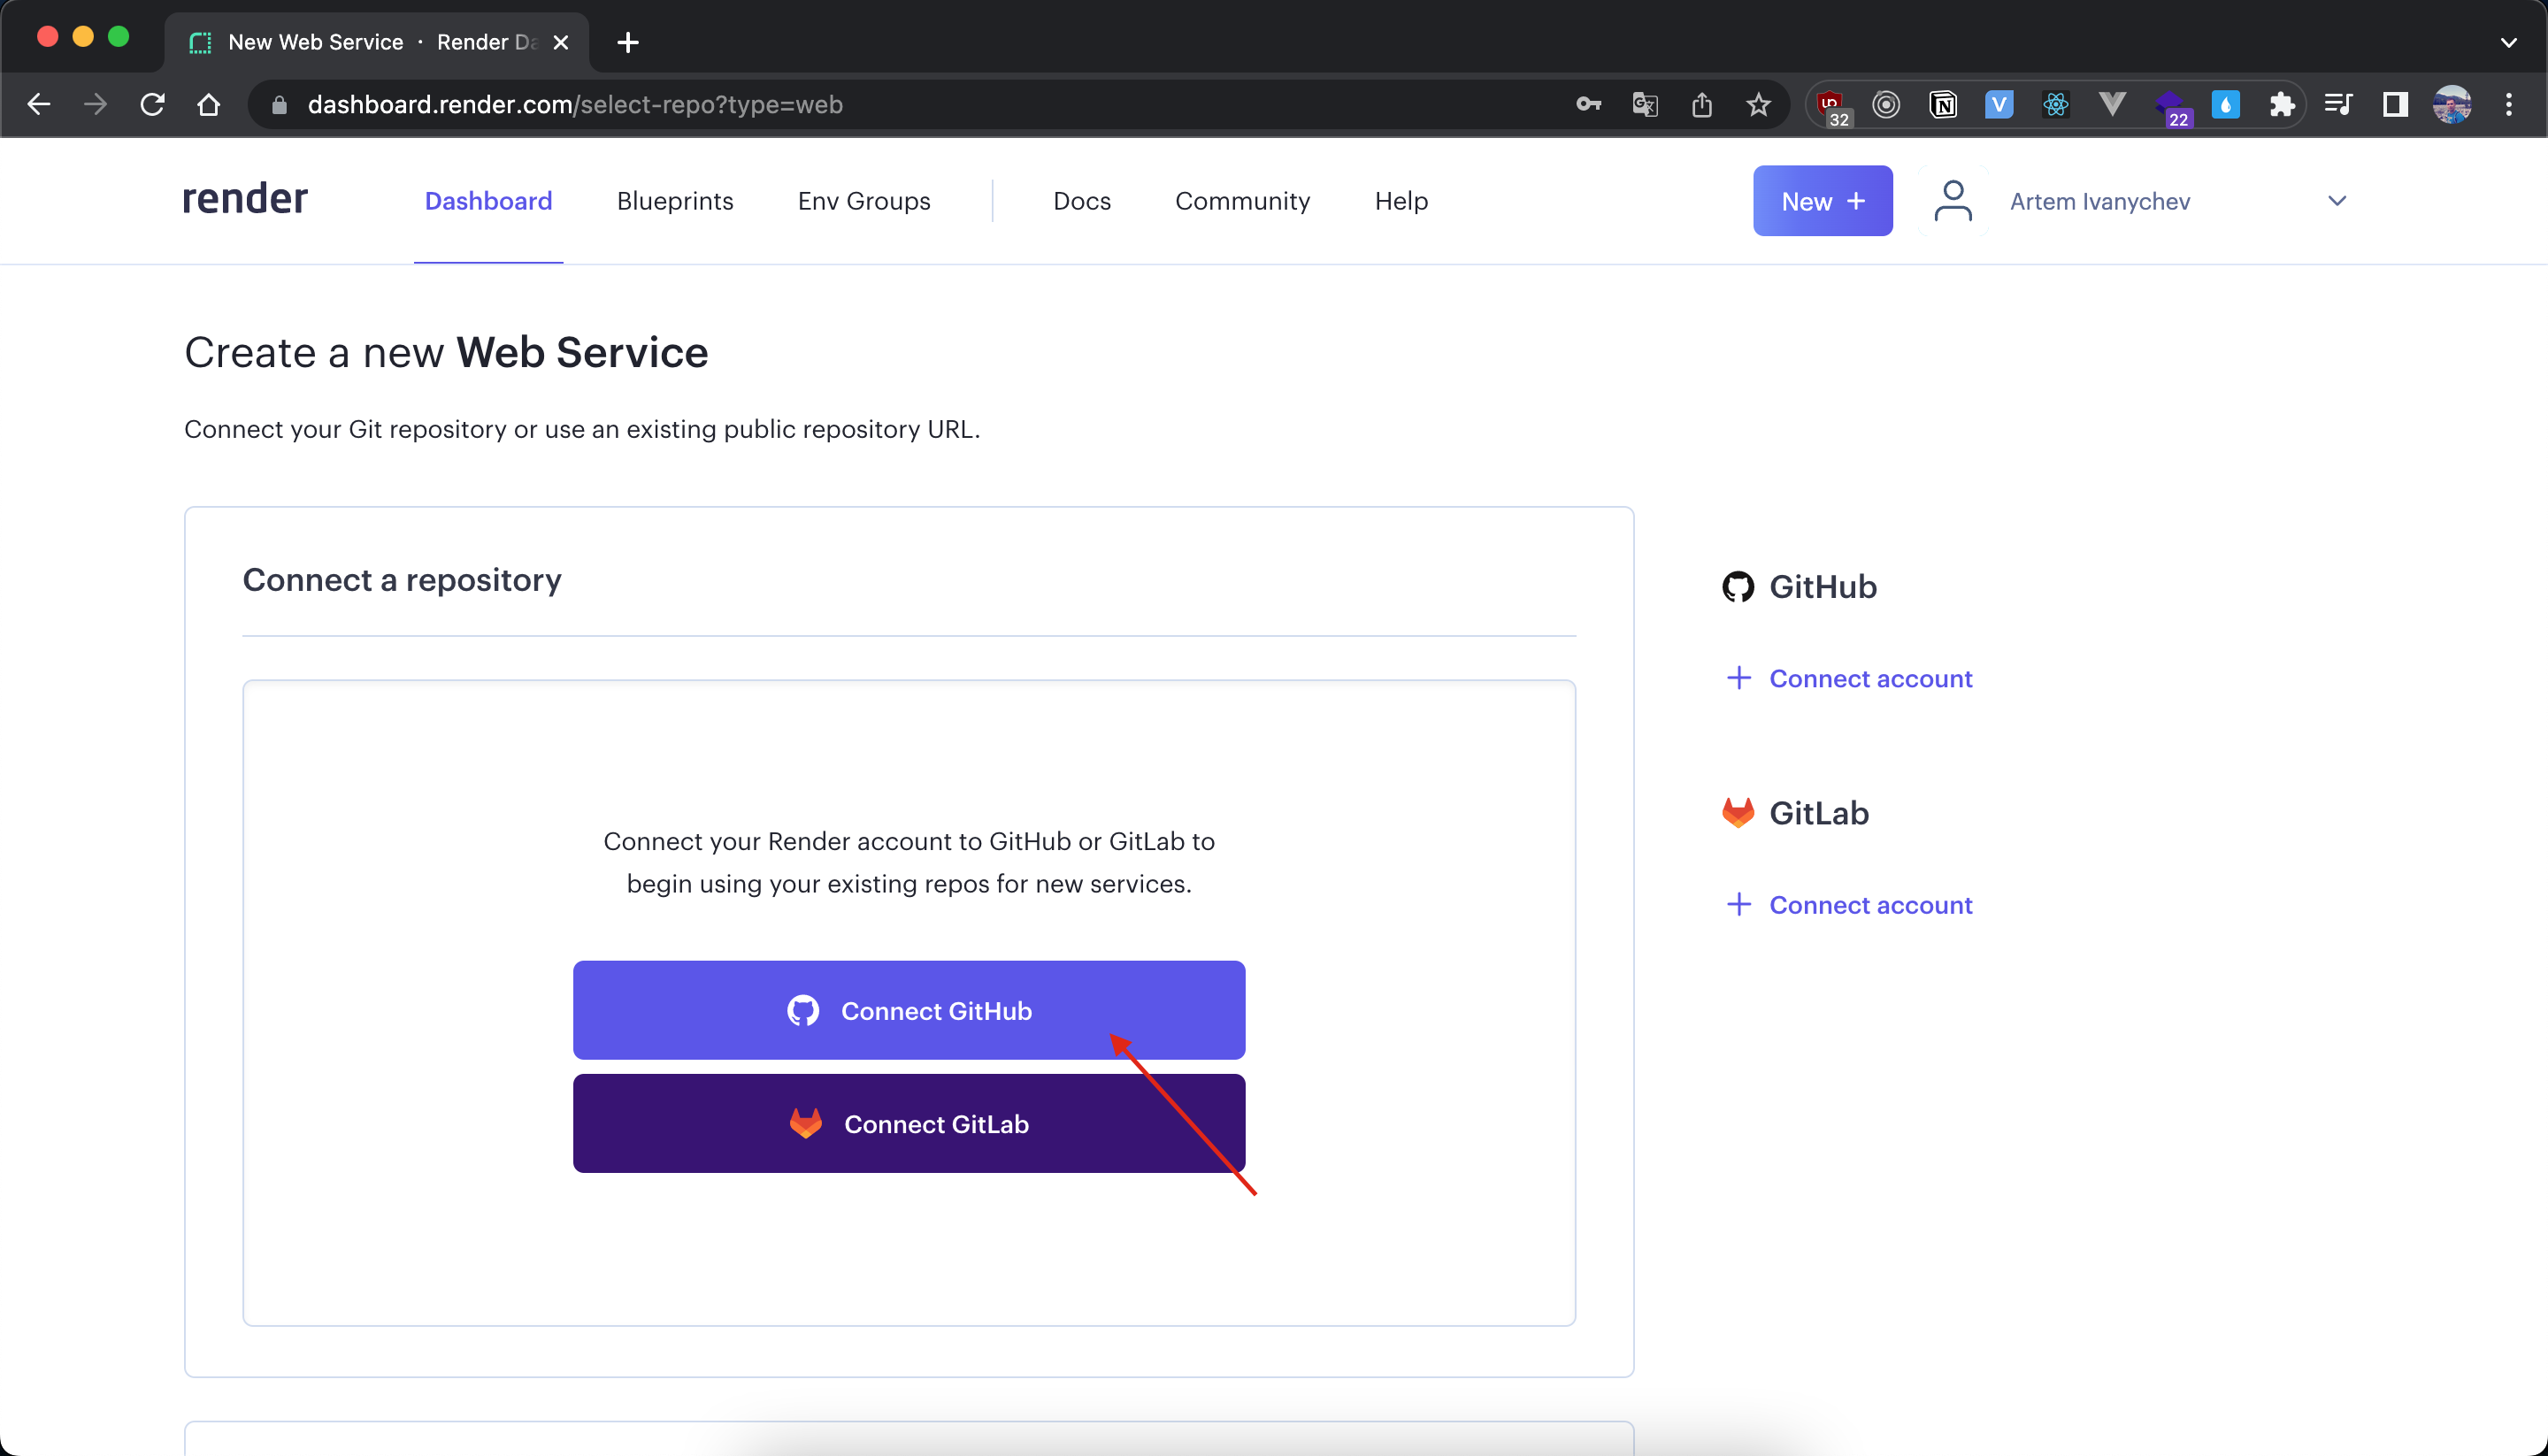 New Web Service · Render Da
dashboard.render.com/select-repo?type=web
32
22
render
Dashboard
Blueprints
Env Groups
Docs
Community
Help
New +
Artem Ivanychev
Create a new Web Service
Connect your Git repository or use an existing public repository URL.
Connect a repository
Connect your Render account to GitHub or GitLab to
begin using your existing repos for new services.
Connect GitHub
Connect GitLab
GitHub
+ Connect account
GitLab
+ Connect account